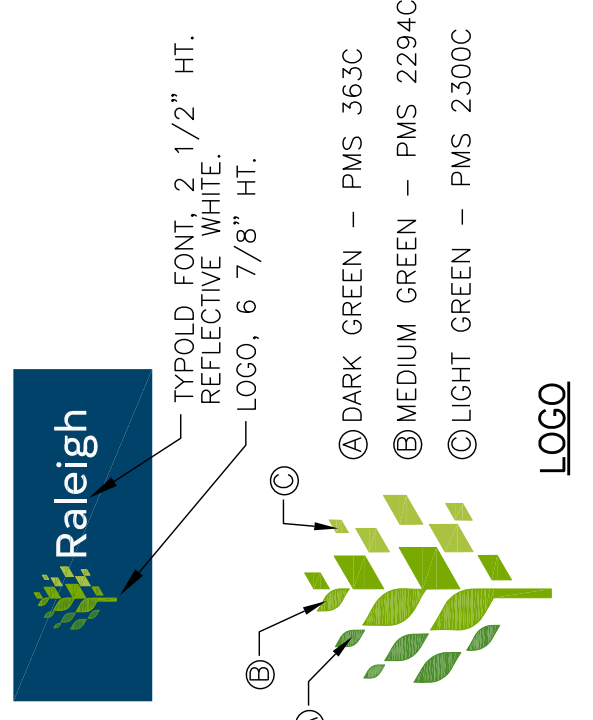 Raleigh
TYPOLD FONT, 2 1/2" HT.
REFLECTIVE WHITE.
LOGO, 6 7/8" HT.
A DARK GREEN - PMS 363C
B MEDIUM GREEN - PMS 2294C
C LIGHT GREEN - PMS 2300C
C
B
A
LOGO